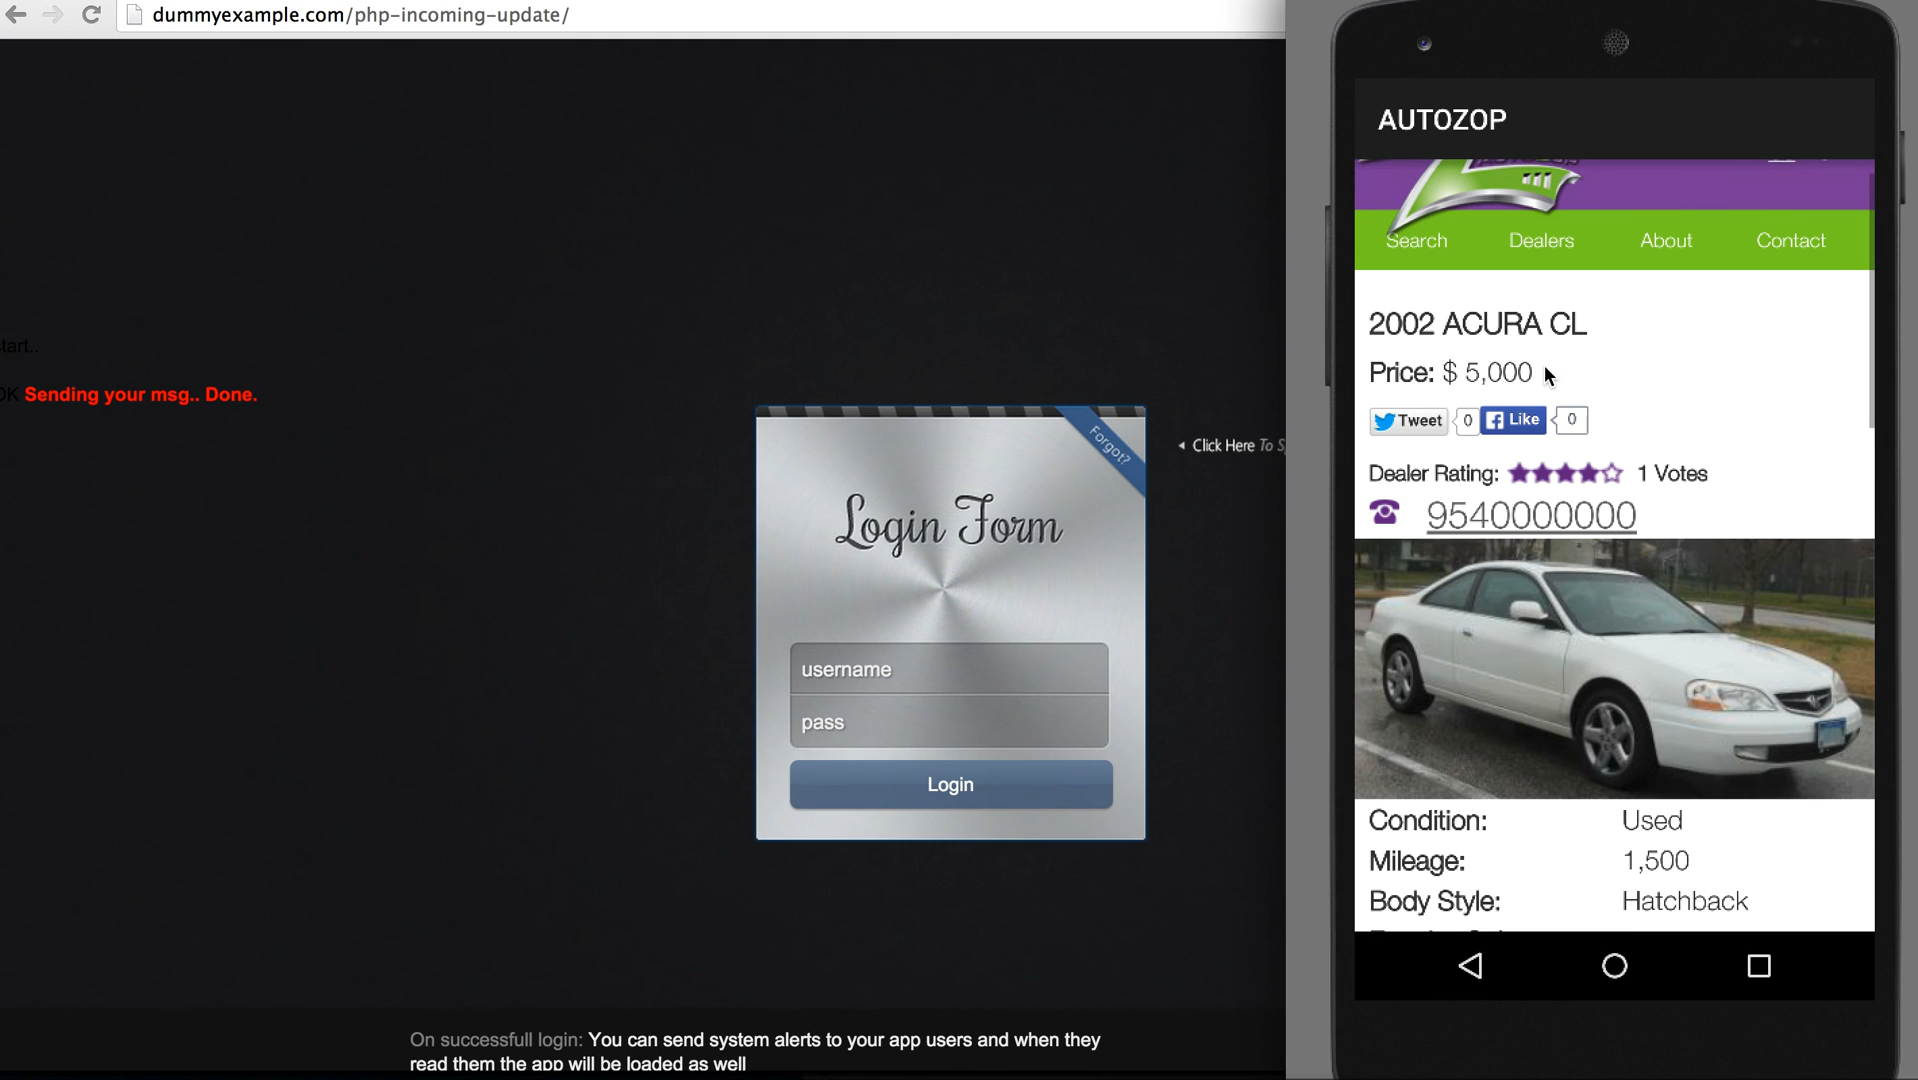 dummyexample.com/php-incoming-update/
tart..
OK Sending your msg.. Done.
Forgot?
Click Here To S
Login Form
username
pass
Login
On successfull login: You can send system alerts to your app users and when they
read them the app will be loaded as well
AUTOZOP
Search Dealers About Contact
2002 ACURA CL
Price: $ 5,000
Tweet 0 Like 0
Dealer Rating: 1 Votes
9540000000
Condition: Used
Mileage: 1,500
Body Style: Hatchback